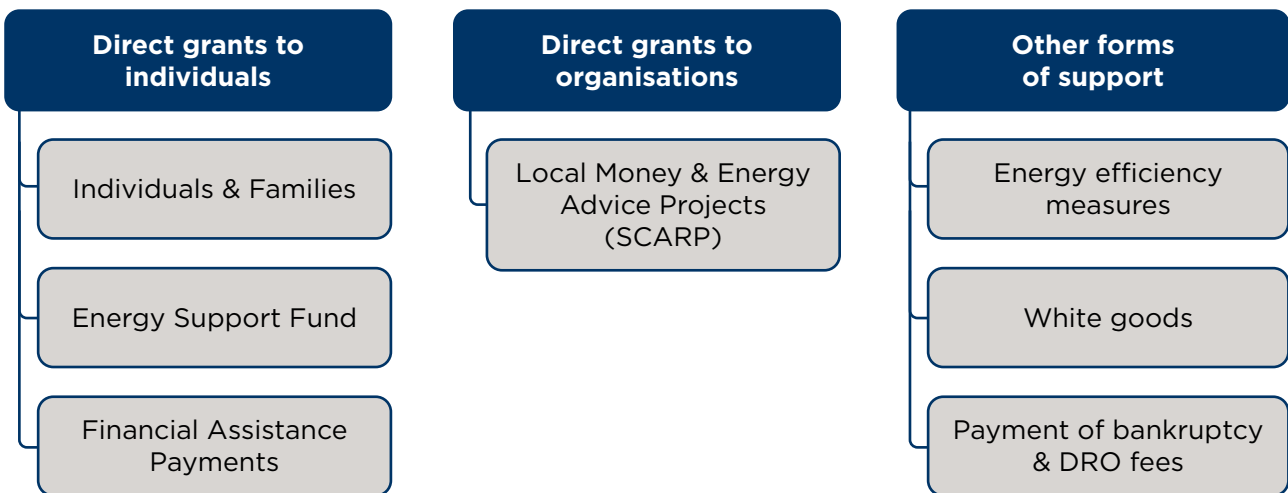 Direct grants to
individuals
Individuals & Families
Energy Support Fund
Financial Assistance
Payments
Direct grants to
organisations
Local Money & Energy
Advice Projects
(SCARP)
Other forms
of support
Energy efficiency
measures
White goods
Payment of bankruptcy
& DRO fees